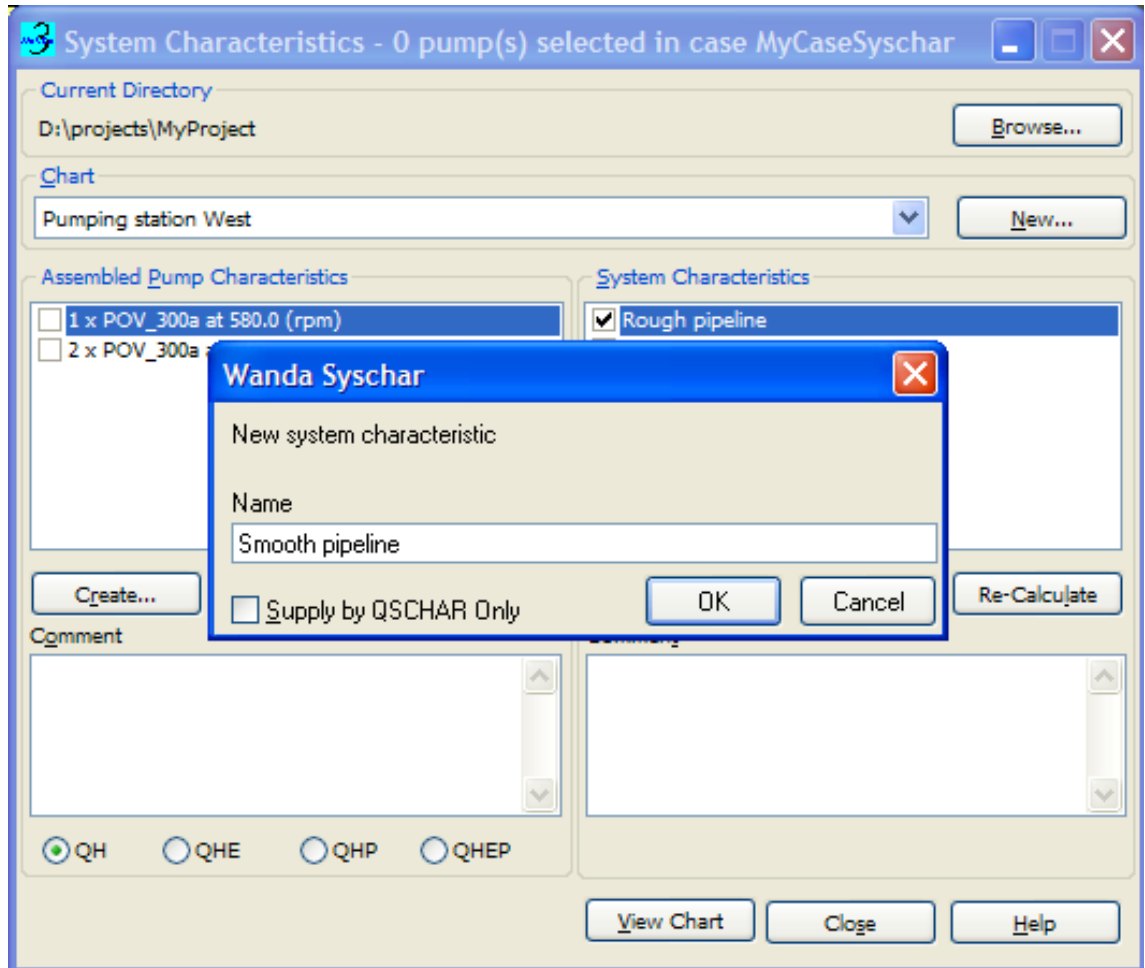 System Characteristics - 0 pump(s) selected in case MyCaseSyschar
Current Directory
D:\projects\MyProject
Browse...
Chart
Pumping station West
New...
Assembled Pump Characteristics
System Characteristics
1 x POV_300a at 580.0 (rpm)
Rough pipeline
2 x POV_300a
Wanda Syschar
New system characteristic
Name
Smooth pipeline
Supply by QSCHAR Only
OK
Cancel
Create...
Re-Calculate
Comment
QH
QHE
QHP
QHEP
View Chart
Close
Help